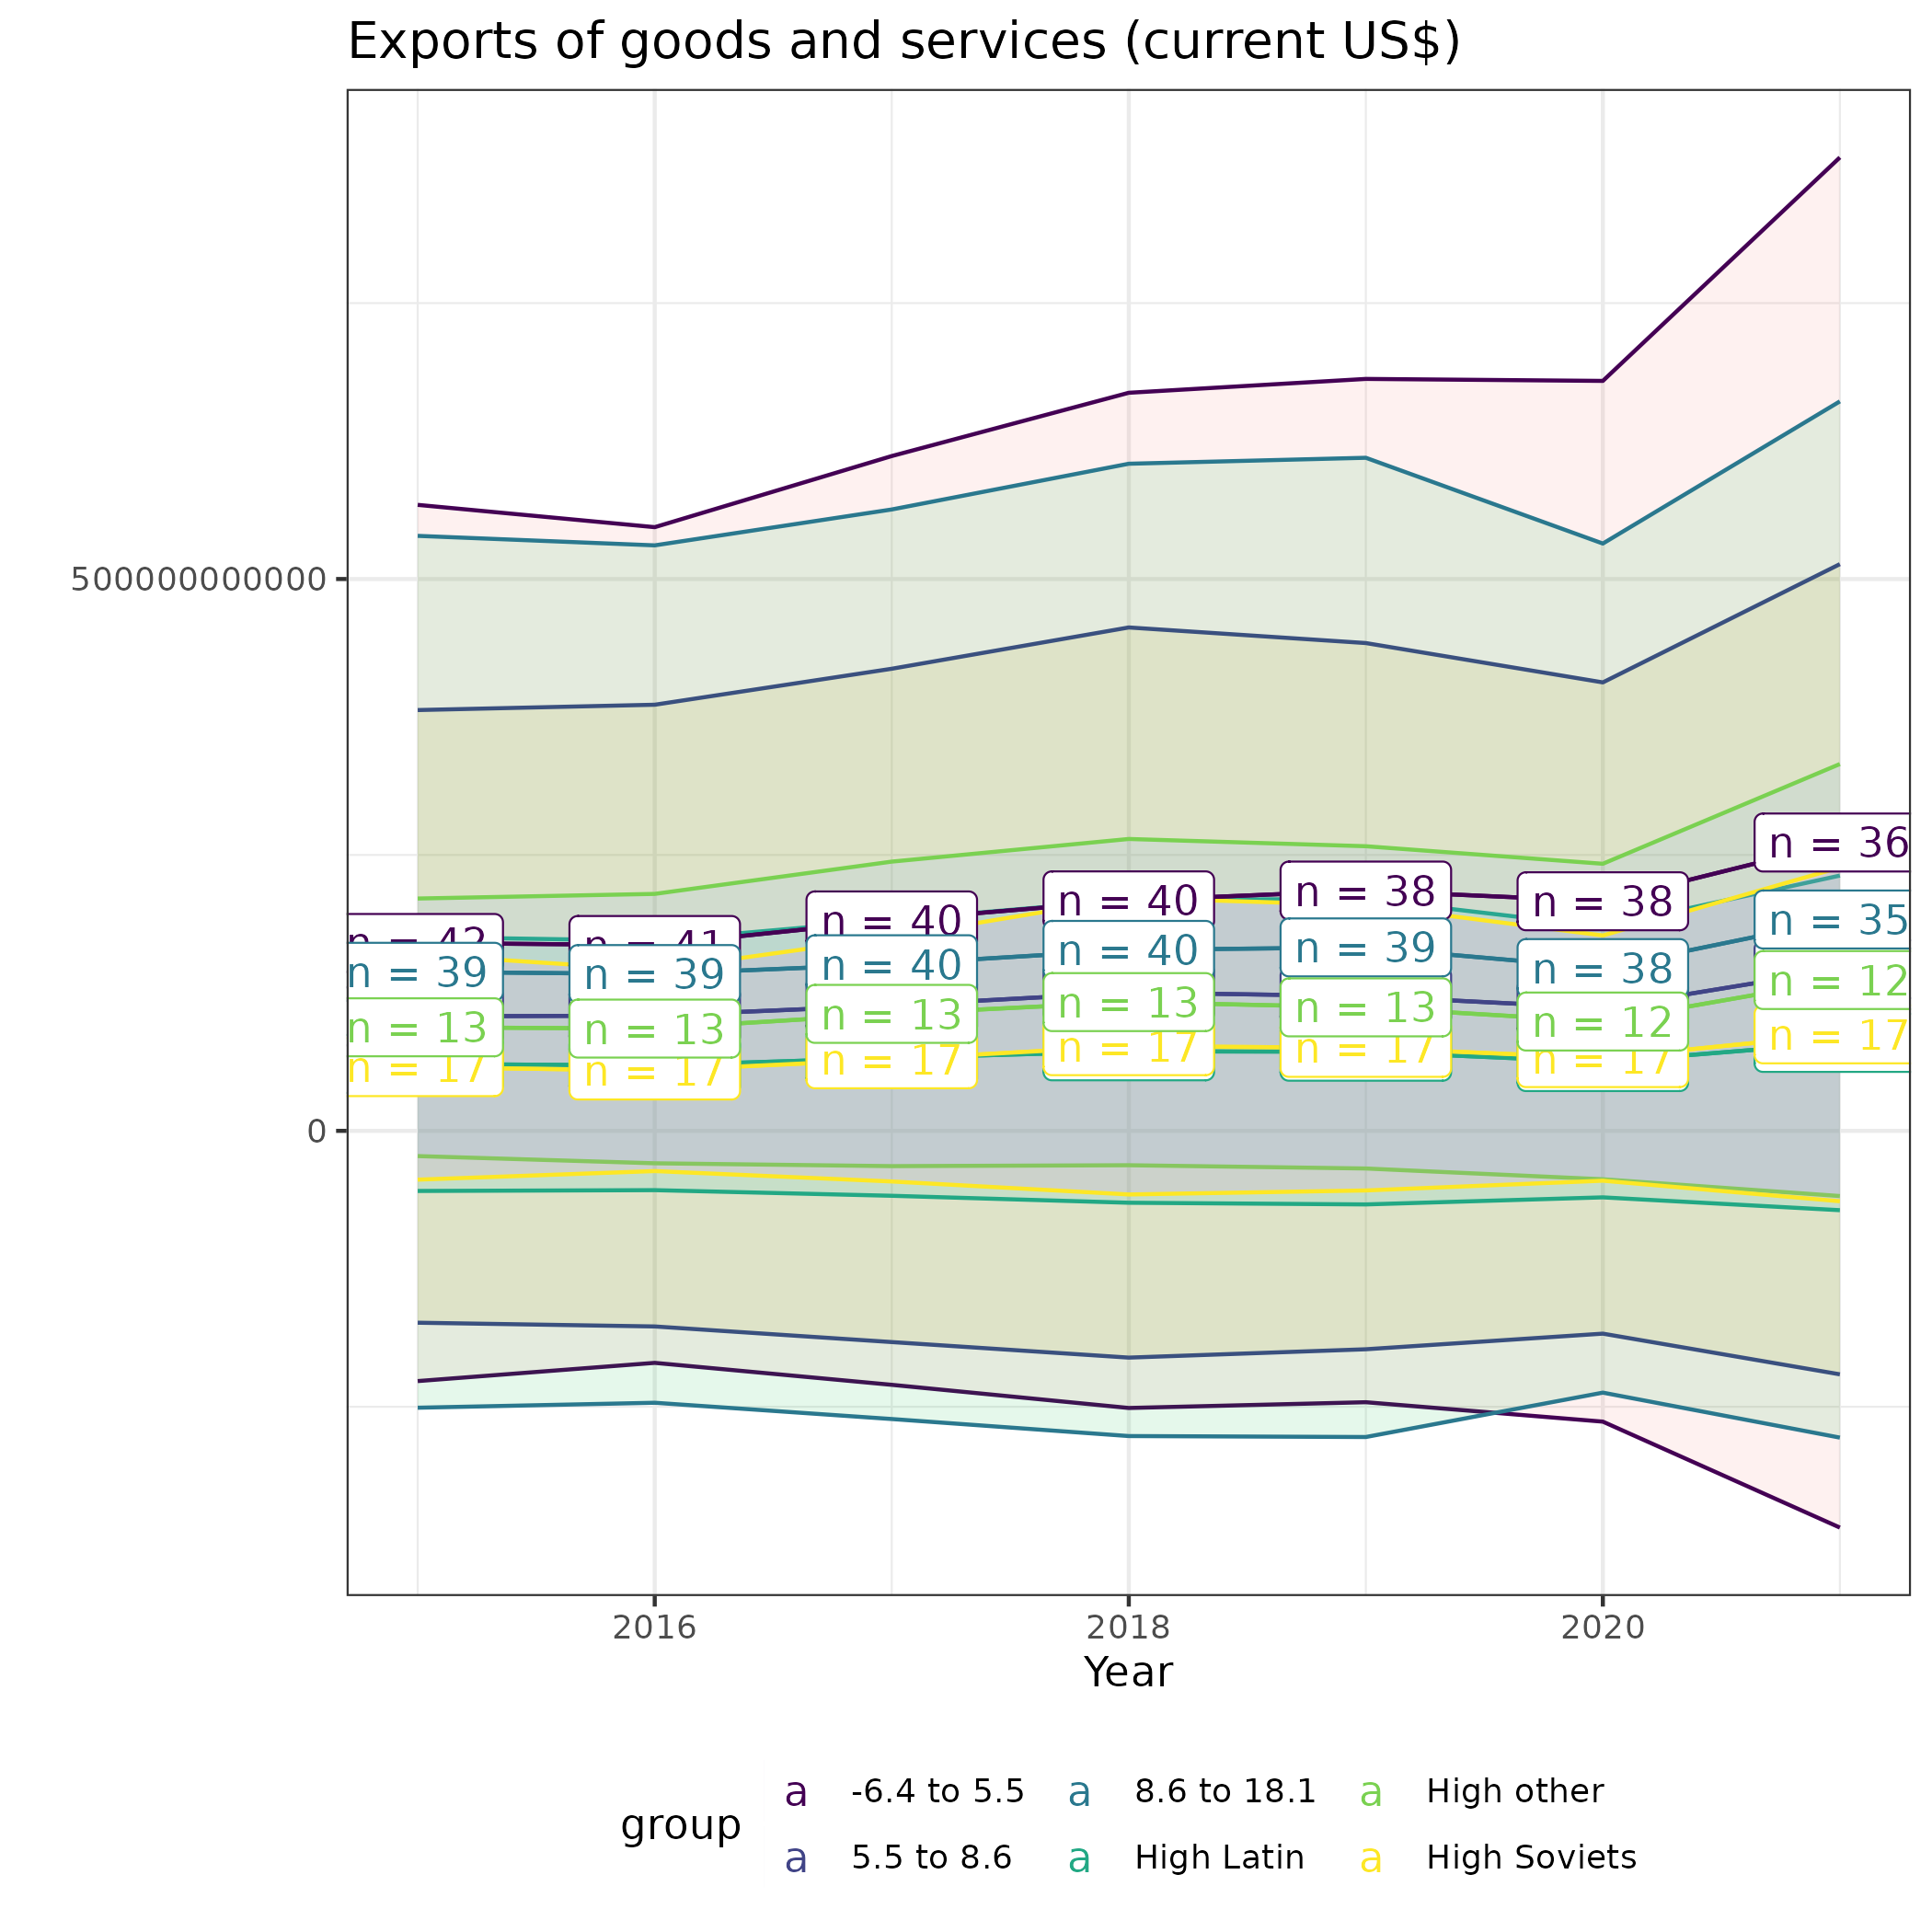 Exports of goods and services (current US$)
500000000000
0
n = 42
n = 41
n = 40
n = 40
n = 38
n = 38
n = 36
n = 39
n = 39
n = 40
n = 40
n = 39
n = 38
n = 35
n = 13
n = 13
n = 13
n = 13
n = 13
n = 12
n = 12
n = 17
n = 17
n = 17
n = 17
n = 17
n = 17
n = 17
2016 2018 2020
Year
group
a -6.4 to 5.5 a 8.6 to 18.1 a High other
a 5.5 to 8.6 a High Latin a High Soviets